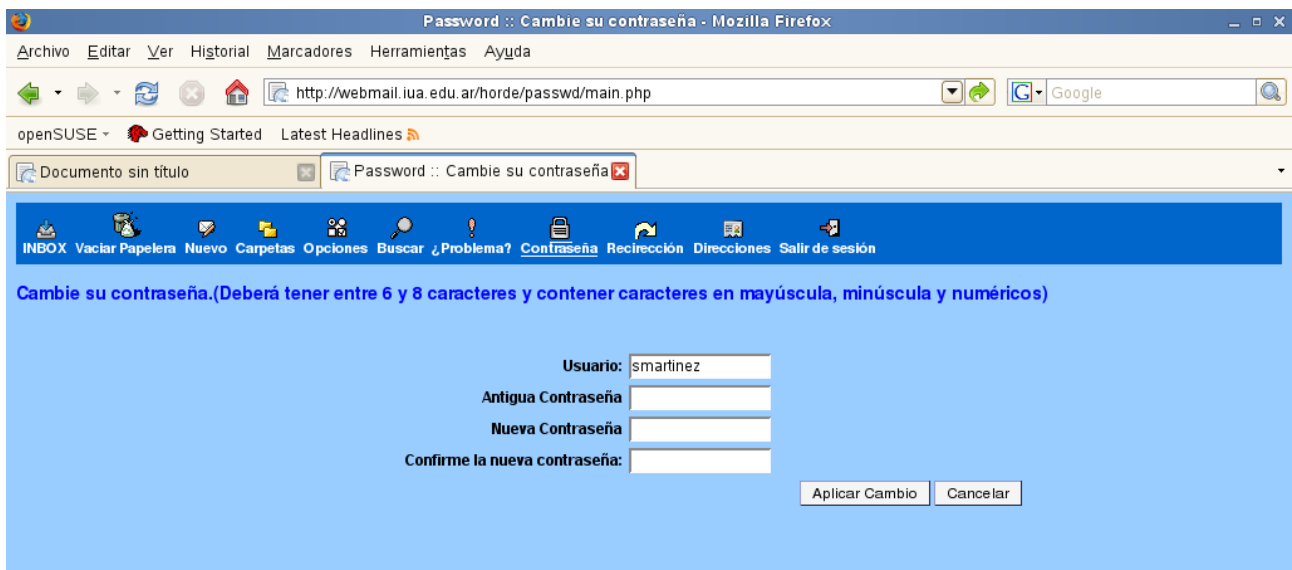 Password :: Cambie su contraseña - Mozilla Firefox
Archivo Editar Ver Historial Marcadores Herramientas Ayuda
http://webmail.iua.edu.ar/horde/passwd/main.php G Google
openSUSE Getting Started Latest Headlines
Documento sin título Password :: Cambie su contraseña
INBOX Vaciar Papelera Nuevo Carpetas Opciones Buscar ¿Problema? Contraseña Recirección Direcciones Salir de sesión
Cambie su contraseña.(Deberá tener entre 6 y 8 caracteres y contener caracteres en mayúscula, minúscula y numéricos)
Usuario: smartinez
Antigua Contraseña
Nueva Contraseña
Confirme la nueva contraseña:
Aplicar Cambio Cancelar